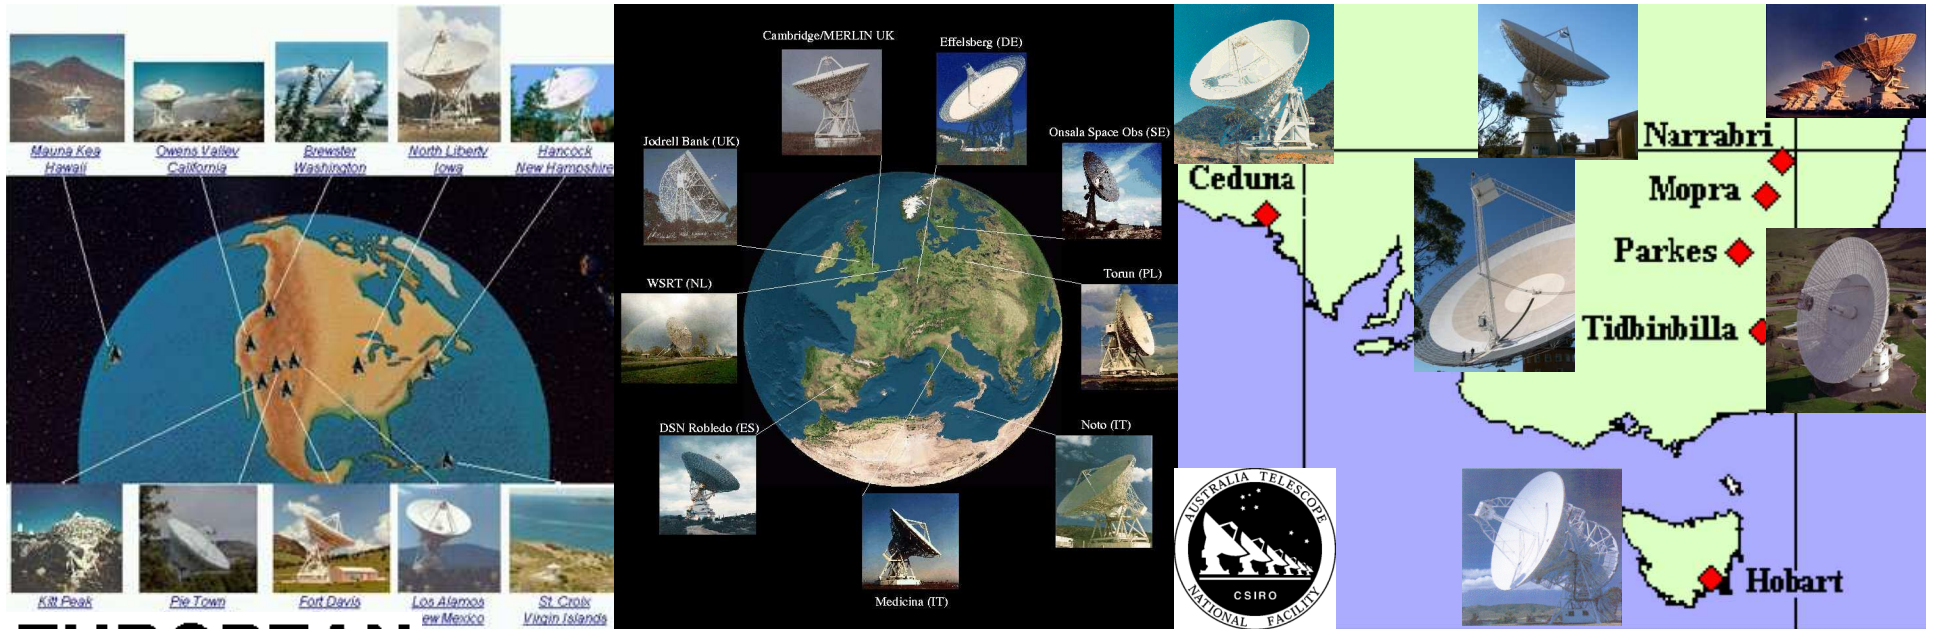 Mauna Kea
Hawaii
Owens Valley
California
Brewster
Washington
North Liberty
Iowa
Hancock
New Hampshire
Kitt Peak
Pie Town
Fort Davis
Los Alamos
ew Mexico
St. Croix
Virgin Islands
EUROPEAN
Cambridge/MERLIN UK
Effelsberg (DE)
Jodrell Bank (UK)
Onsala Space Obs (SE)
WSRT (NL)
Torun (PL)
DSN Robledo (ES)
Noto (IT)
Medicina (IT)
Ceduna
Narrabri
Mopra
Parkes
Tidbinbilla
Hobart
AUSTRALIA TELESCOPE
NATIONAL FACILITY
CSIRO